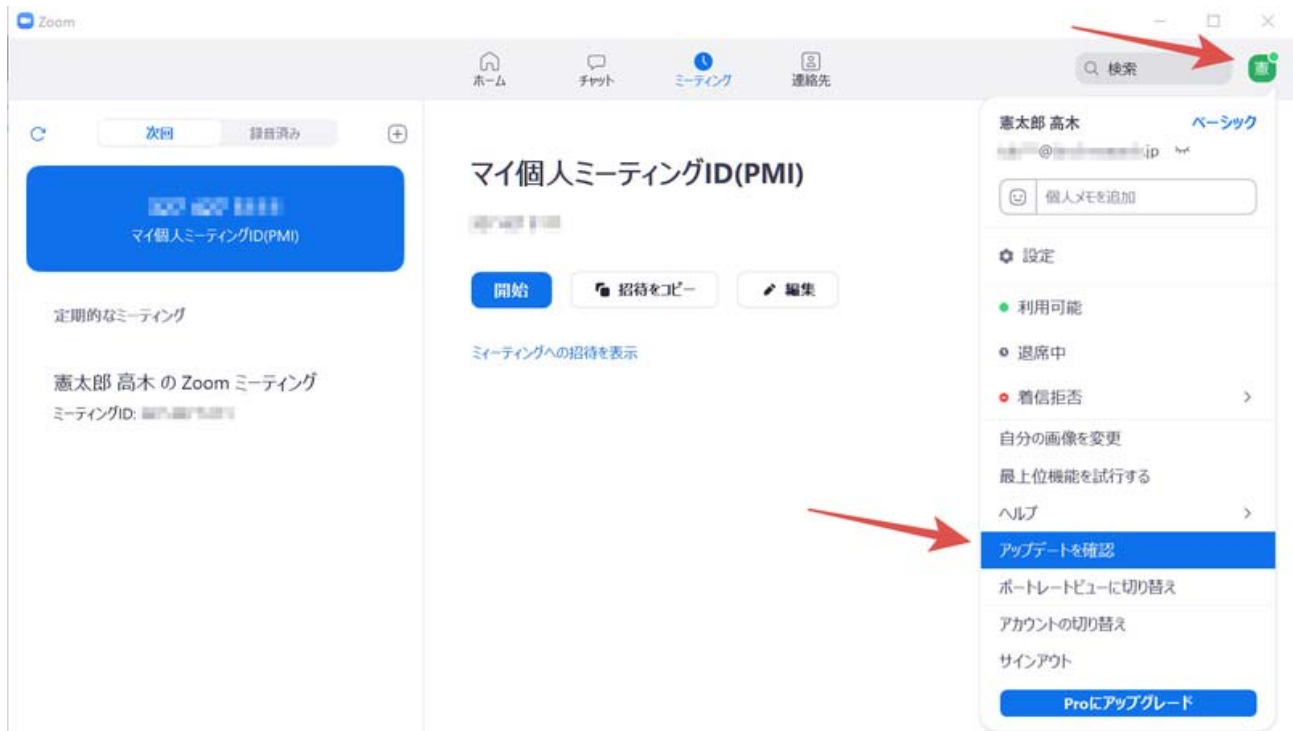 Zoom
ホーム
チャット
ミーティング
連絡先
検索
憲
次回
録音済み
マイ個人ミーティングID(PMI)
定期的なミーティング
憲太郎 高木 の Zoom ミーティング
ミーティングID:
マイ個人ミーティングID(PMI)
開始
招待をコピー
編集
ミィーティングへの招待を表示
憲太郎 高木 ベーシック
@ .jp
個人メモを追加
設定
利用可能
退席中
着信拒否
自分の画像を変更
最上位機能を試行する
ヘルプ
アップデートを確認
ポートレートビューに切り替え
アカウントの切り替え
サインアウト
Proにアップグレード